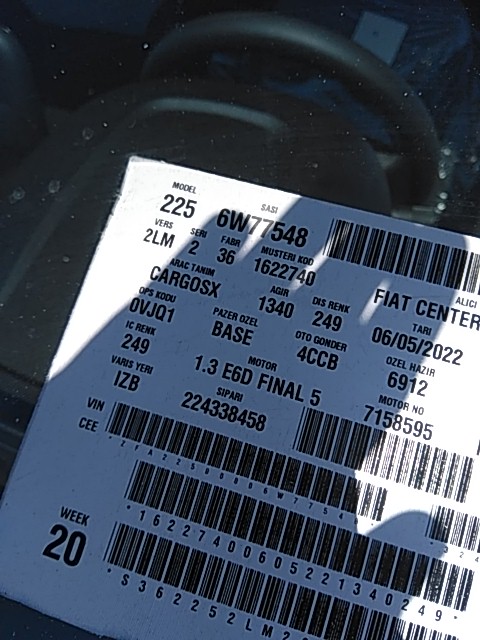 MODEL SASI
225 6W77548
VERS SERI FABR MUSTERI KOD ALICI
2LM 2 36 1622740 FIAT CENTER
ARAC TANIM AGIR DIS RENK TARI
CARGOSX 1340 249 06/05/2022
OPS KODU PAZER OZEL OTO GONDER OZEL HAZIR
0VJQ1 BASE 4CCB 6912
IC RENK MOTOR MOTOR NO
249 1.3 E6D FINAL 5 7158595
VARIS YERI SIPARI
IZB 224338458
VIN
CEE
*16227400605221340249*
WEEK
20
*S362252LM2